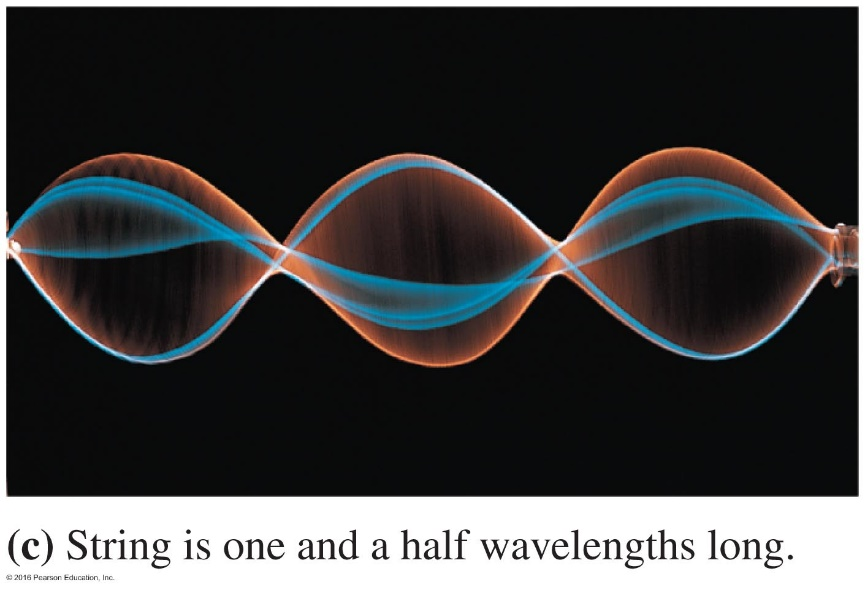 (c) String is one and a half wavelengths long.
© 2016 Pearson Education, Inc.